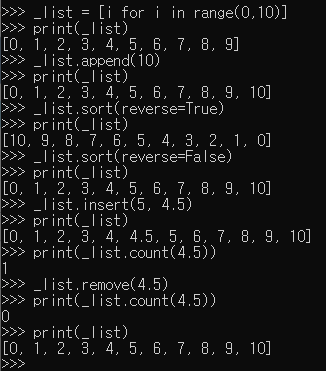 >>> _list = [i for i in range(0,10)]
>>> print(_list)
[0, 1, 2, 3, 4, 5, 6, 7, 8, 9]
>>> _list.append(10)
>>> print(_list)
[0, 1, 2, 3, 4, 5, 6, 7, 8, 9, 10]
>>> _list.sort(reverse=True)
>>> print(_list)
[10, 9, 8, 7, 6, 5, 4, 3, 2, 1, 0]
>>> _list.sort(reverse=False)
>>> print(_list)
[0, 1, 2, 3, 4, 5, 6, 7, 8, 9, 10]
>>> _list.insert(5, 4.5)
>>> print(_list)
[0, 1, 2, 3, 4, 4.5, 5, 6, 7, 8, 9, 10]
>>> print(_list.count(4.5))
1
>>> _list.remove(4.5)
>>> print(_list.count(4.5))
0
>>> print(_list)
[0, 1, 2, 3, 4, 5, 6, 7, 8, 9, 10]
>>>